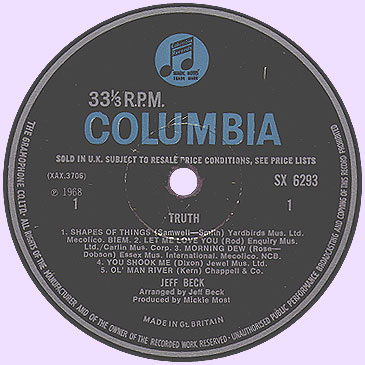 Columbia
Records
MAGIC NOTES
TRADE MARK
33⅓ R.P.M.
COLUMBIA
SOLD IN U.K. SUBJECT TO RESALE PRICE CONDITIONS, SEE PRICE LISTS
(XAX.3706)
SX 6293
℗ 1968
1
1
TRUTH
1. SHAPES OF THINGS (Samwell—Smith) Yardbirds Mus. Ltd.
Mecolico. BIEM. 2. LET ME LOVE YOU (Rod) Enquiry Mus.
Ltd./Carlin Mus. Corp. 3. MORNING DEW (Rose—
Dobson) Essex Mus. International. Mecolico. NCB.
4. YOU SHOOK ME (Dixon) Jewel Mus. Ltd.
5. OL' MAN RIVER (Kern) Chappell & Co.
JEFF BECK
Arranged by Jeff Beck
Produced by Mickie Most
MADE IN GT. BRITAIN
THE GRAMOPHONE CO. LTD. ALL RIGHTS OF THE MANUFACTURER AND OF THE OWNER OF THE RECORDED WORK RESERVED · UNAUTHORISED PUBLIC PERFORMANCE BROADCASTING AND COPYING OF THIS RECORD PROHIBITED